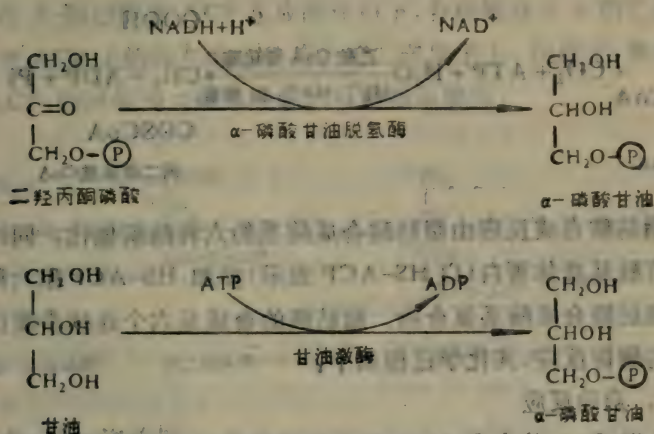 NADH+H⁺ NAD⁺
CH₂OH CH₂OH
C=O CHOH
α-磷酸甘油脱氢酶
CH₂O-Ⓟ CH₂O-Ⓟ
二羟丙酮磷酸 α-磷酸甘油
CH₂OH ATP ADP CH₂OH
CHOH CHOH
甘油激酶
CH₂OH CH₂O-Ⓟ
甘油 α-磷酸甘油